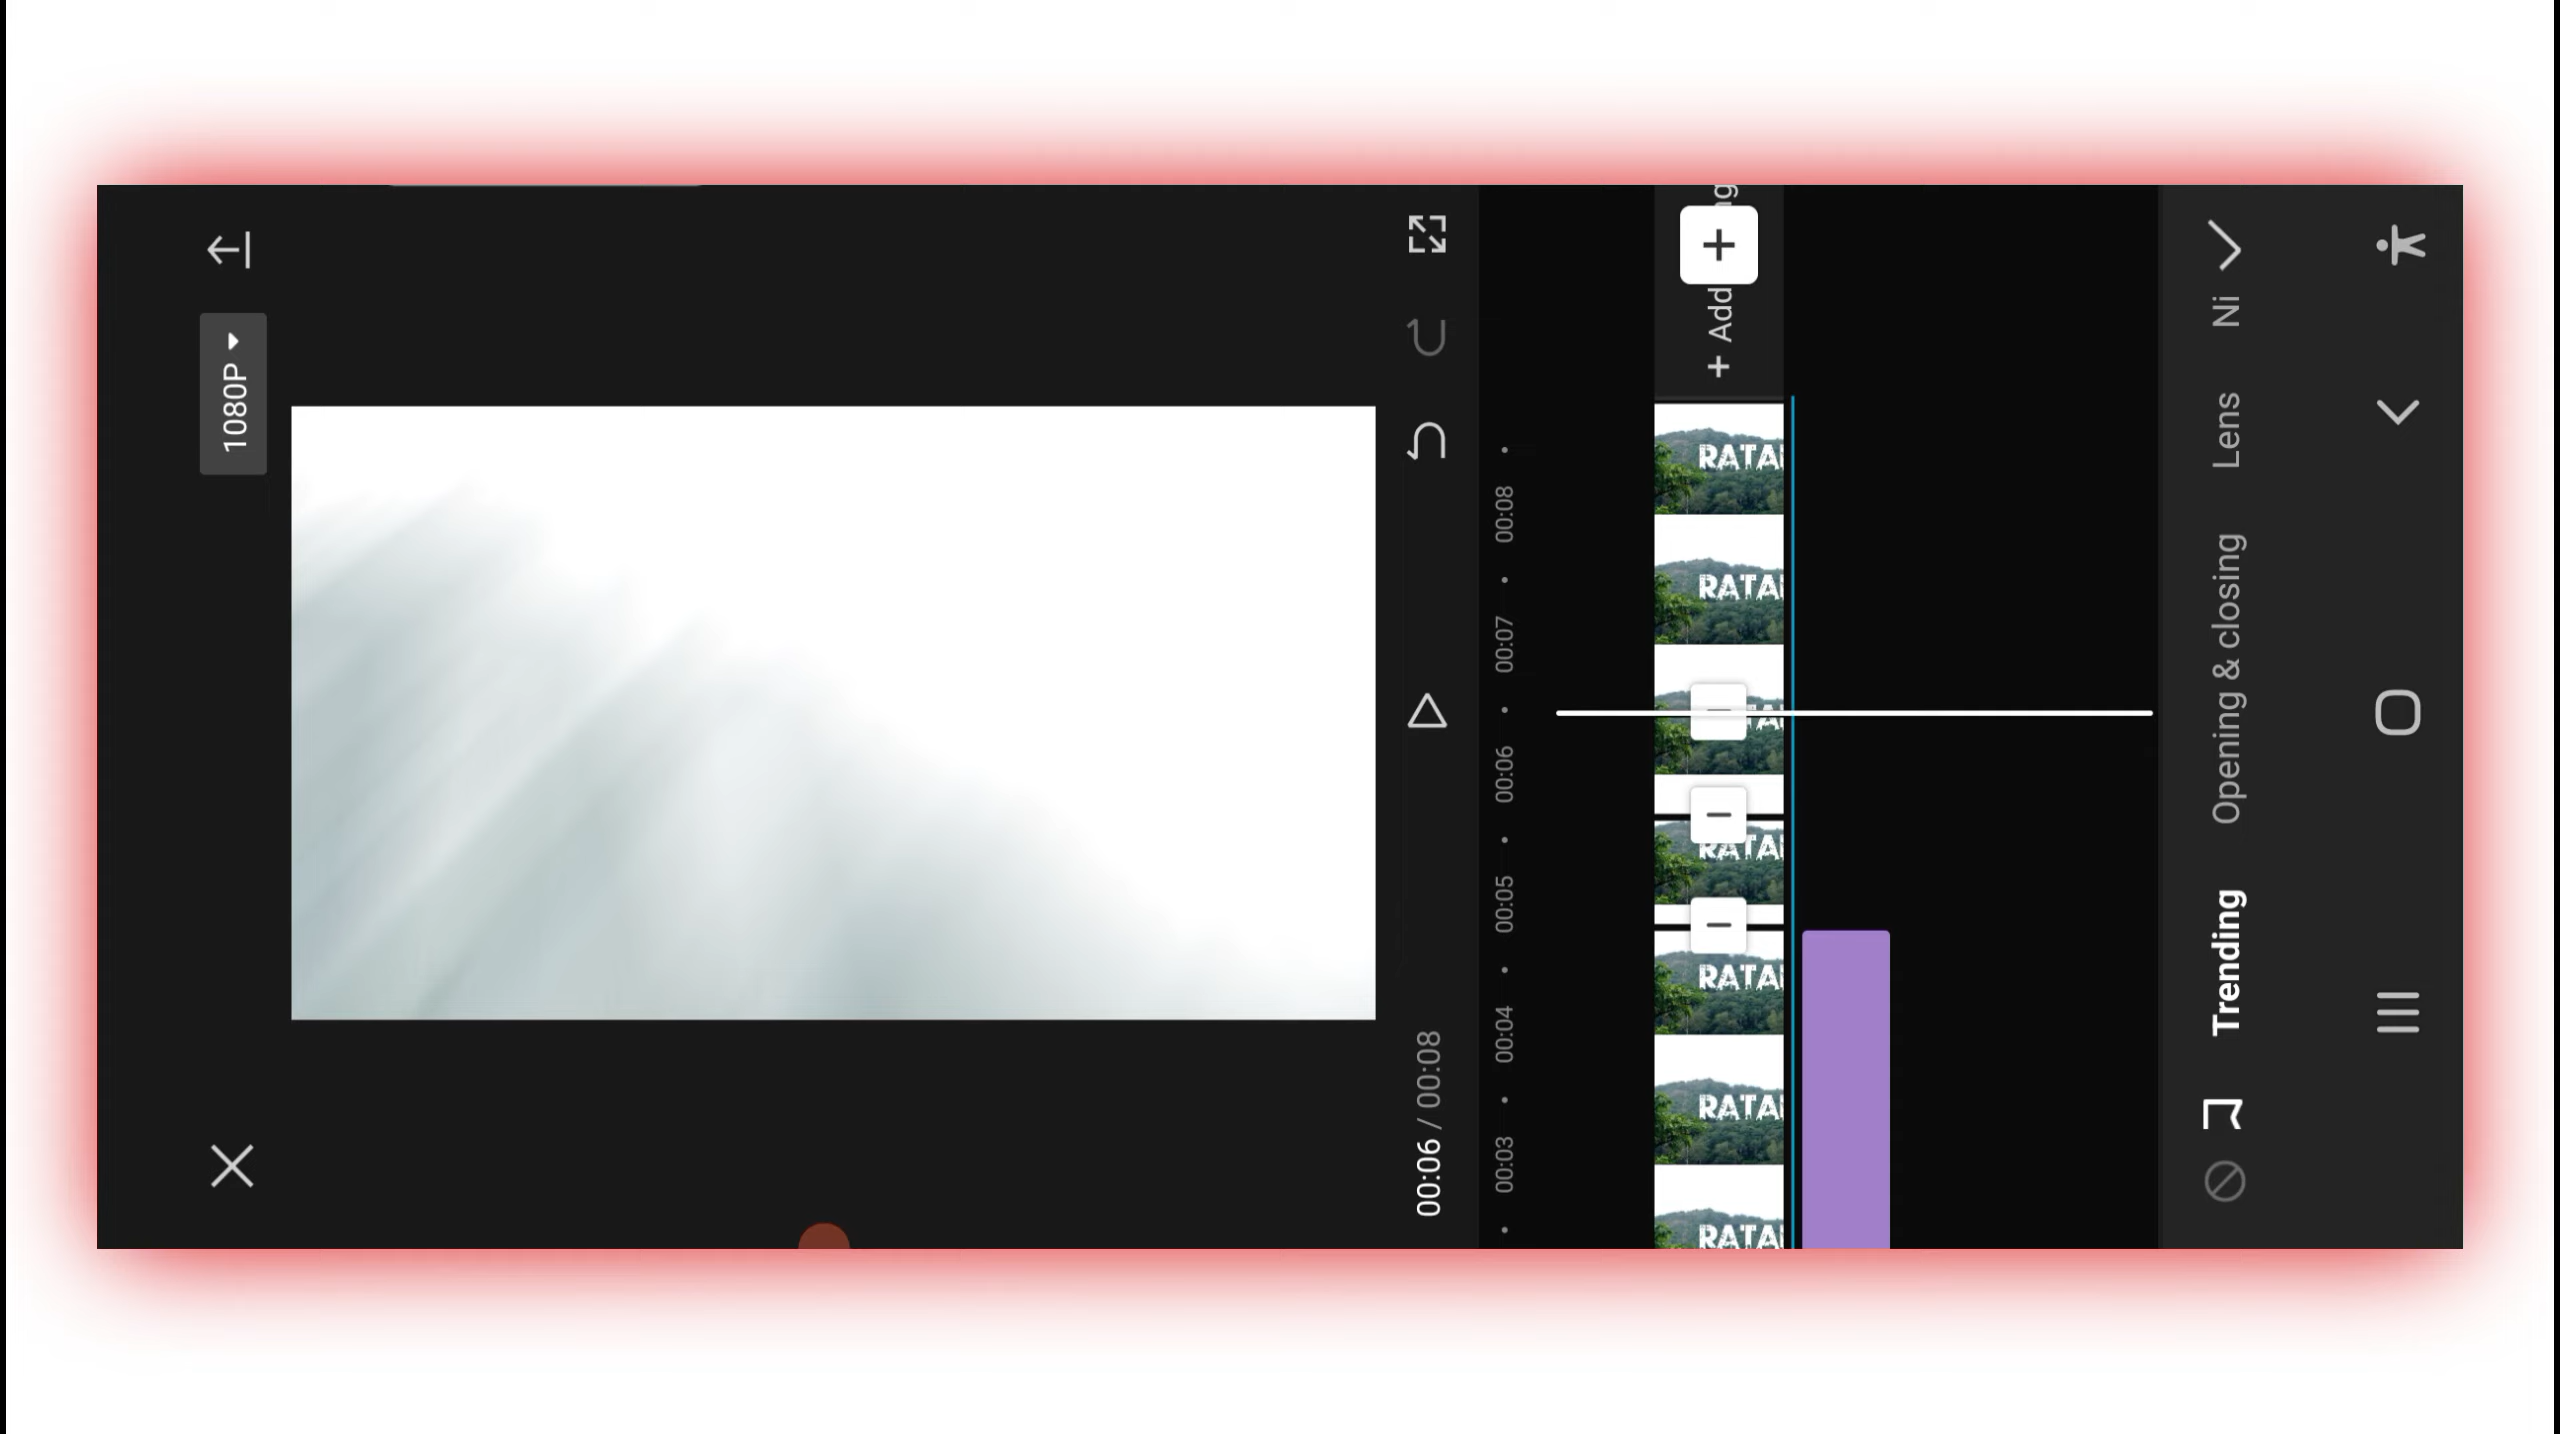 1080P
00:06 / 00:08
00:03
00:04
00:05
00:06
00:07
00:08
+ Add
RATA
RATA
RATA
RATA
RATA
RATA
Trending
Opening & closing
Lens
Ni